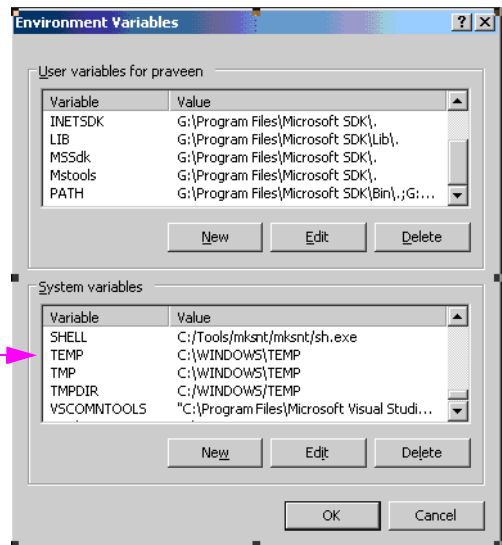 Environment Variables
User variables for praveen
Variable Value
INETSDK G:\Program Files\Microsoft SDK\.
LIB G:\Program Files\Microsoft SDK\Lib\.
MSSdk G:\Program Files\Microsoft SDK\.
Mstools G:\Program Files\Microsoft SDK\.
PATH G:\Program Files\Microsoft SDK\Bin\.;G:...
New Edit Delete
System variables
Variable Value
SHELL C:/Tools/mksnt/mksnt/sh.exe
TEMP C:\WINDOWS\TEMP
TMP C:\WINDOWS\TEMP
TMPDIR C:/WINDOWS/TEMP
VSCOMNTOOLS "C:\Program Files\Microsoft Visual Studi...
New Edit Delete
OK Cancel